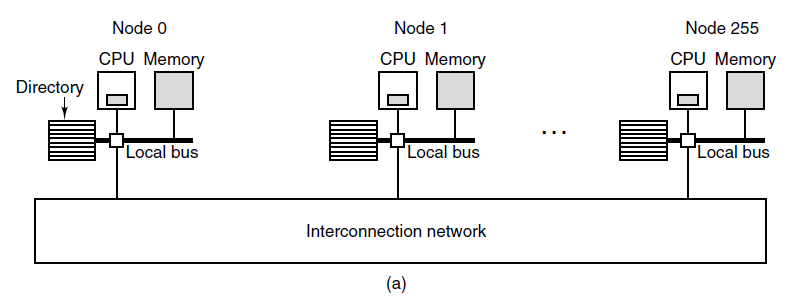 Node 0 Node 1 Node 255
CPU Memory CPU Memory CPU Memory
Directory
...
Local bus Local bus Local bus
Interconnection network
(a)